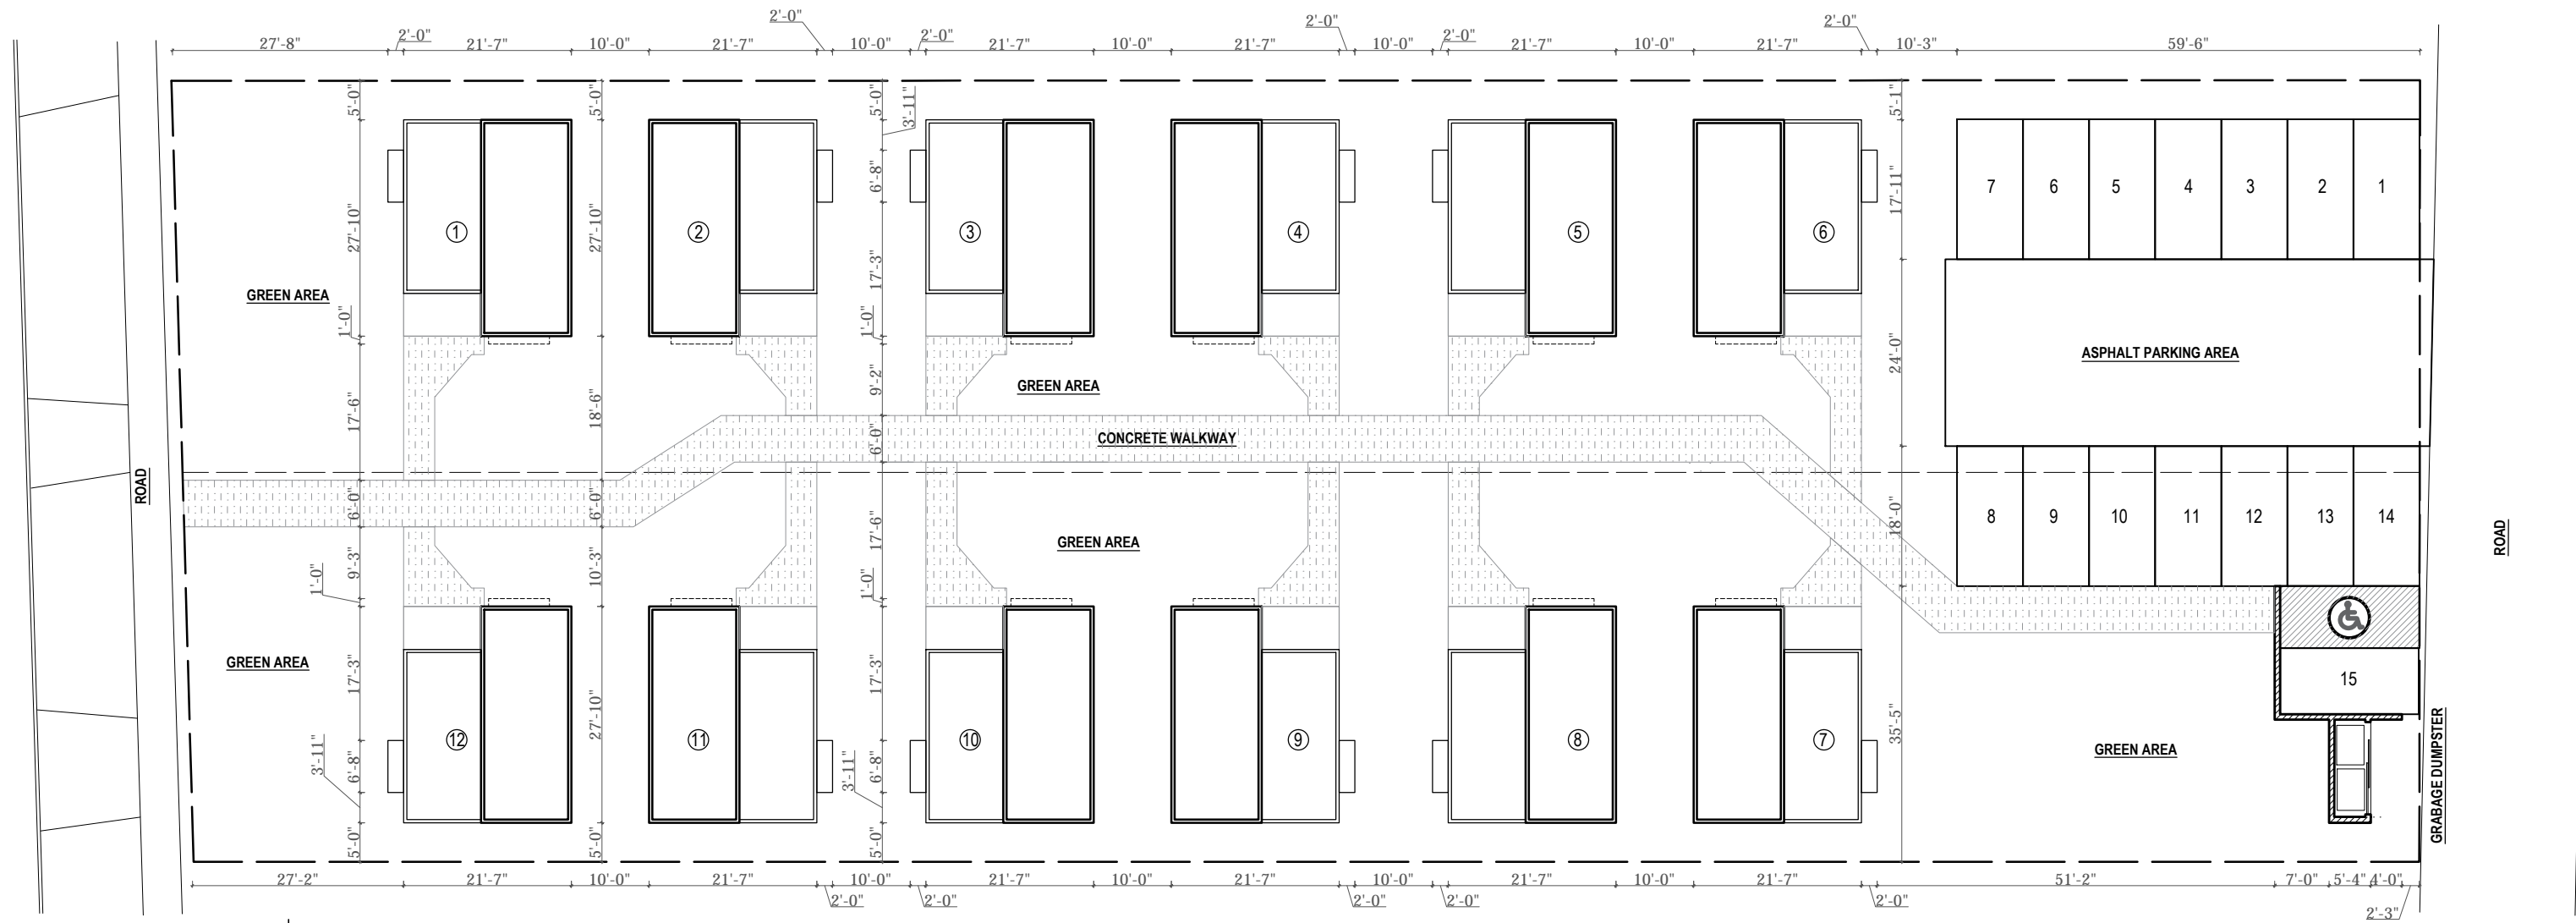 2'-0" 2'-0" 2'-0"
27'-8" 2'-0" 21'-7" 10'-0" 21'-7" 10'-0" 2'-0" 21'-7" 10'-0" 21'-7" 10'-0" 2'-0" 21'-7" 10'-0" 21'-7" 10'-3" 59'-6"
5'-0" 5'-0" 5'-0" 3'-11" 5'-1"
27'-10" 27'-10" 6'-8" 17'-3" 17'-11"
7 6 5 4 3 2 1
1 2 3 4 5 6
GREEN AREA
1'-0" 1'-0"
17'-6" 18'-6" 9'-2" 24'-0"
ASPHALT PARKING AREA
GREEN AREA
CONCRETE WALKWAY
6'-0"
ROAD
6'-0" 6'-0" 18'-0"
8 9 10 11 12 13 14
ROAD
GREEN AREA
17'-6"
9'-3" 10'-3"
1'-0" 1'-0"
GREEN AREA
17'-3" 27'-10" 17'-3" 35'-5"
15
12 11 10 9 8 7
GREEN AREA
GRABAGE DUMPSTER
3'-11" 6'-8" 3'-11" 6'-8"
5'-0" 5'-0" 5'-0"
27'-2" 21'-7" 10'-0" 21'-7" 10'-0" 21'-7" 10'-0" 21'-7" 10'-0" 21'-7" 10'-0" 21'-7" 51'-2" 7'-0" 5'-4" 4'-0"
2'-0" 2'-0" 2'-0" 2'-0" 2'-0" 2'-3"